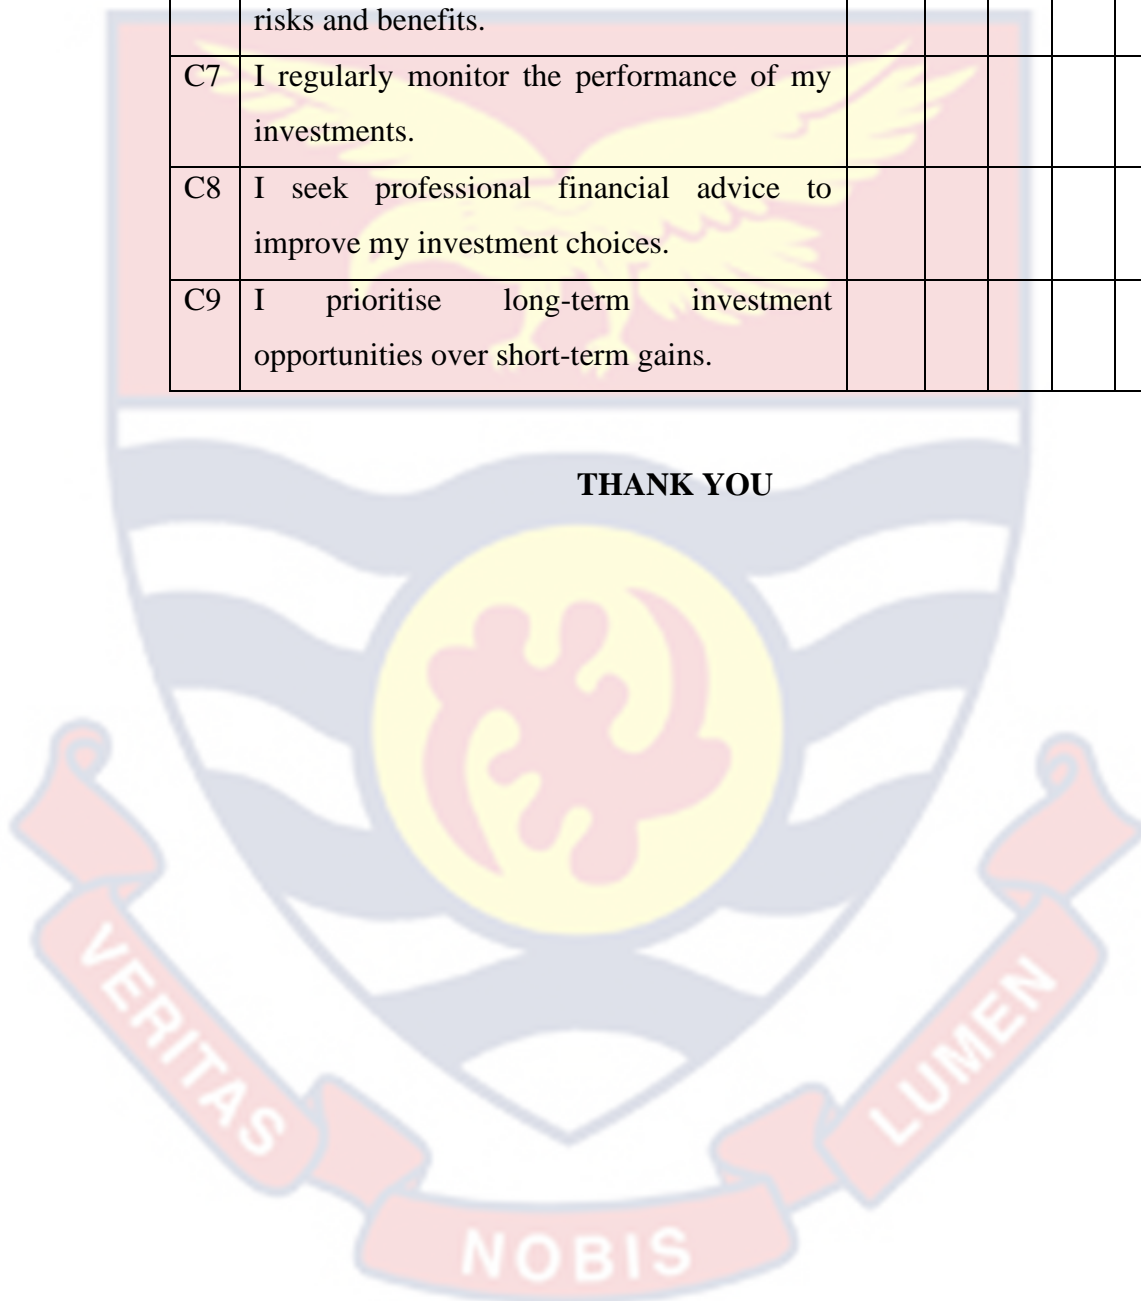 risks and benefits.
C7 I regularly monitor the performance of my
investments.
C8 I seek professional financial advice to
improve my investment choices.
C9 I prioritise long-term investment
opportunities over short-term gains.
THANK YOU
VERITAS
NOBIS
LUMEN